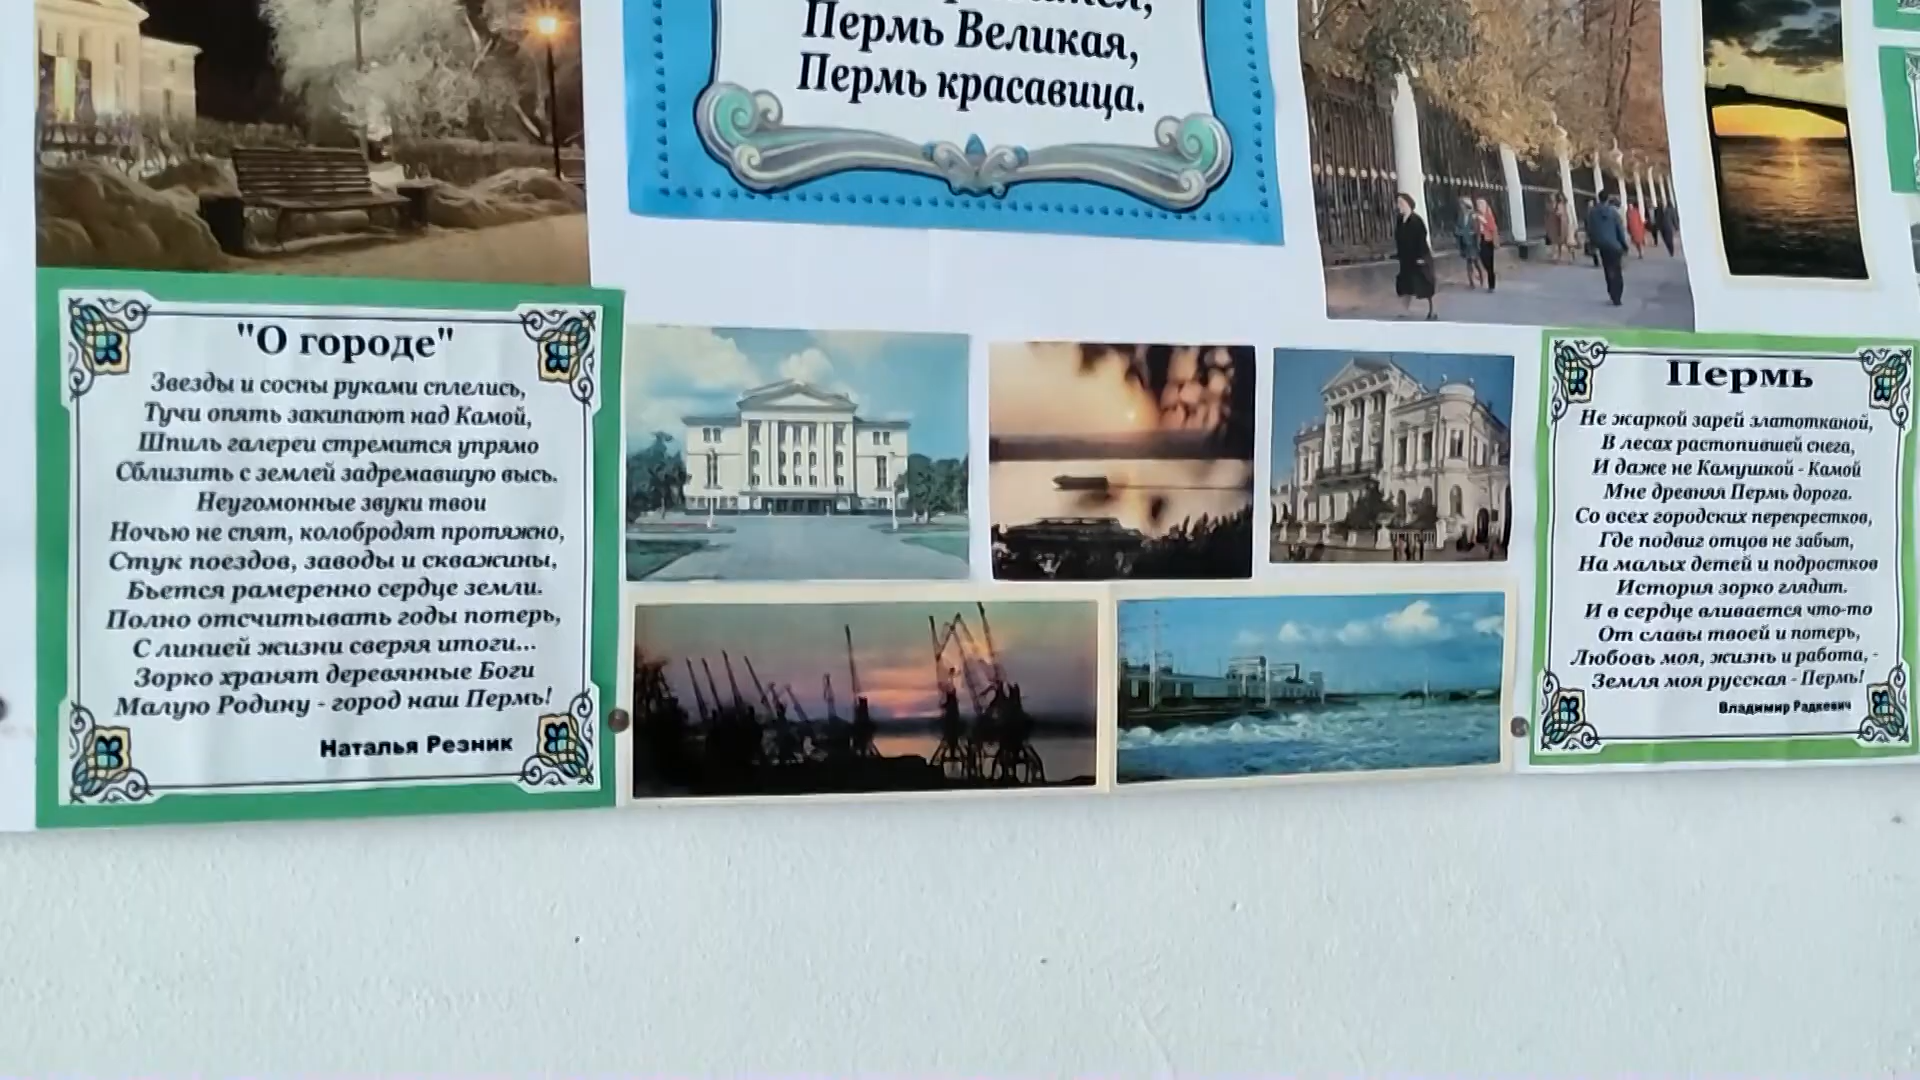 Пермь Великая,
Пермь красавица.
"О городе"
Звезды и сосны руками сплелись,
Тучи опять закипают над Камой,
Шпиль галереи стремится упрямо
Сблизить с землей задремавшую высь.
Неугомонные звуки твои
Ночью не спят, колобродят протяжно,
Стук поездов, заводы и скважины,
Бьется рамеренно сердце земли.
Полно отсчитывать годы потерь,
С линией жизни сверяя итоги...
Зорко хранят деревянные Боги
Малую Родину - город наш Пермь!
Наталья Резник
Пермь
Не жаркой зарей златотканой,
В лесах растопившей снега,
И даже не Камушкой - Камой
Мне древняя Пермь дорога.
Со всех городских перекрестков,
Где подвиг отцов не забыт,
На малых детей и подростков
История зорко глядит.
И в сердце вливается что-то
От славы твоей и потерь,
Любовь моя, жизнь и работа, -
Земля моя русская - Пермь!
Владимир Радкевич